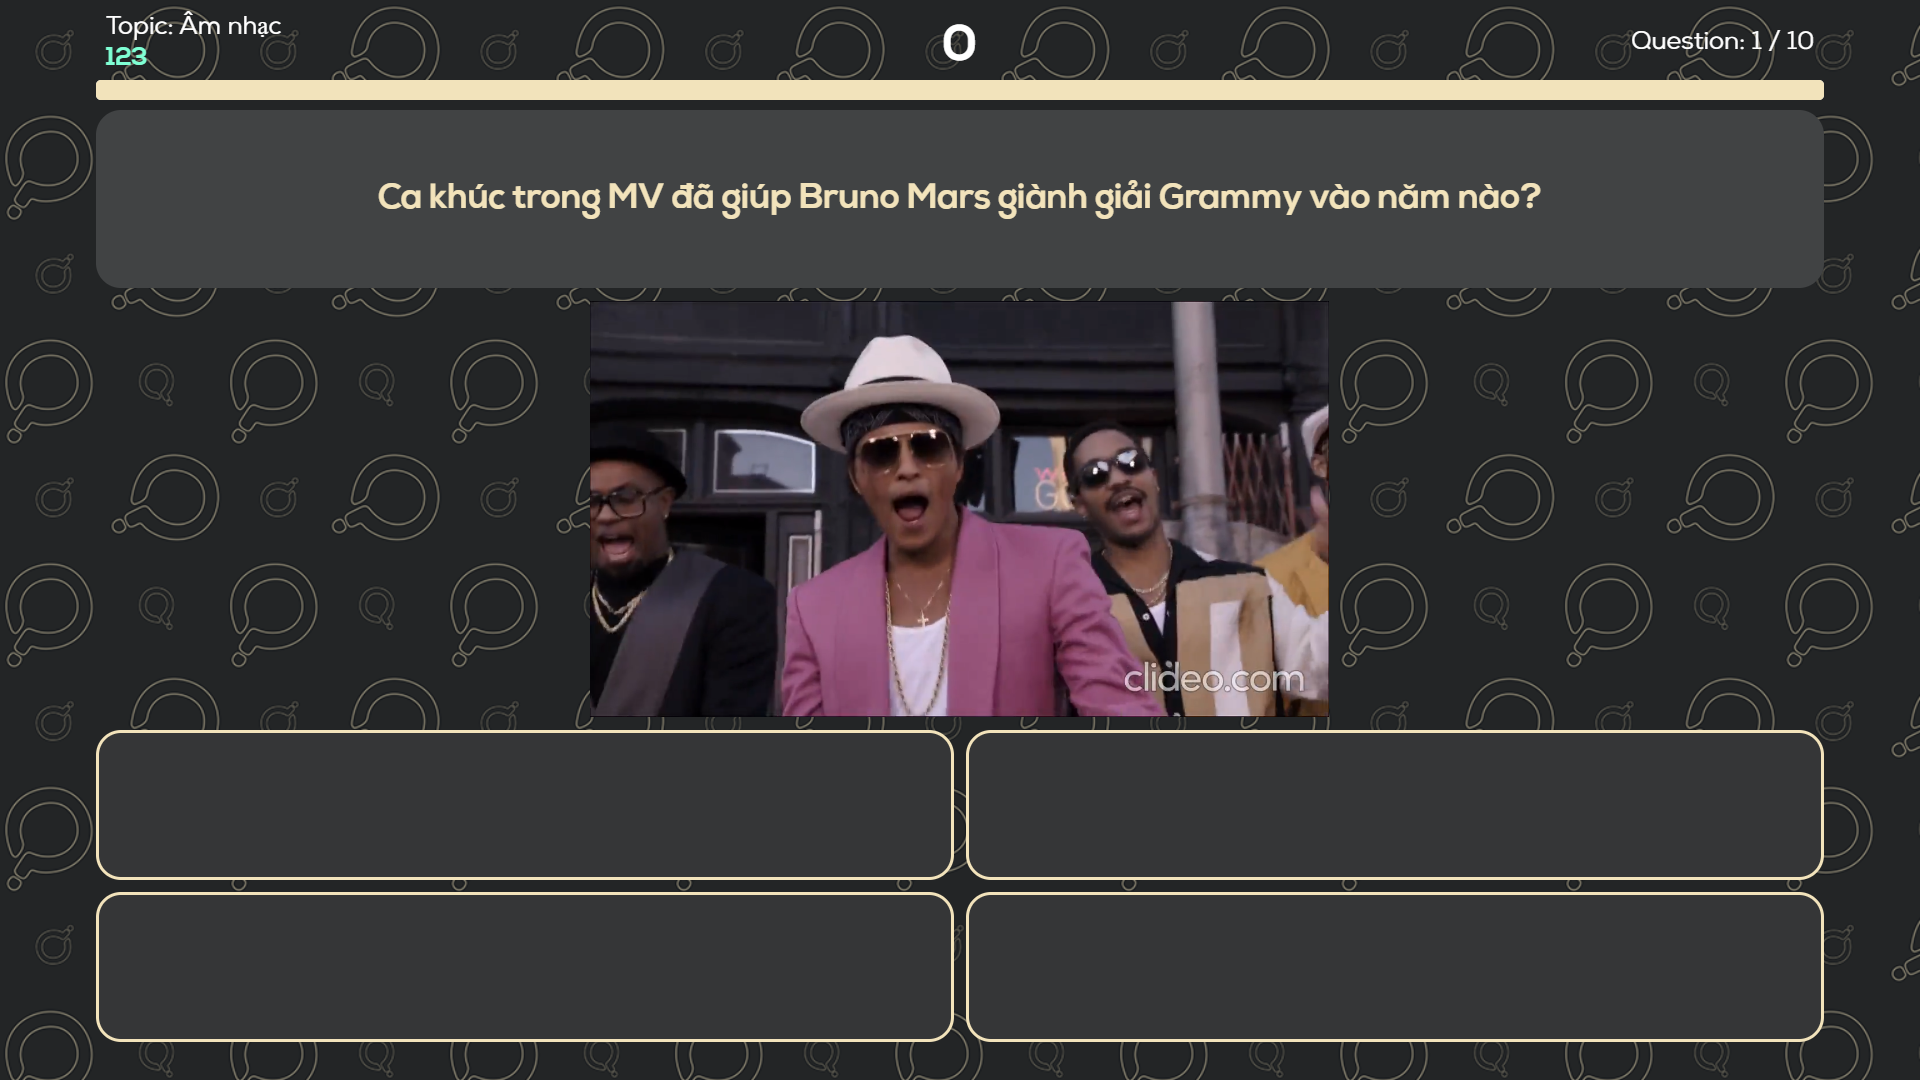 Topic: Âm nhạc
123
0
Question: 1 / 10
Ca khúc trong MV đã giúp Bruno Mars giành giải Grammy vào năm nào?
clideo.com